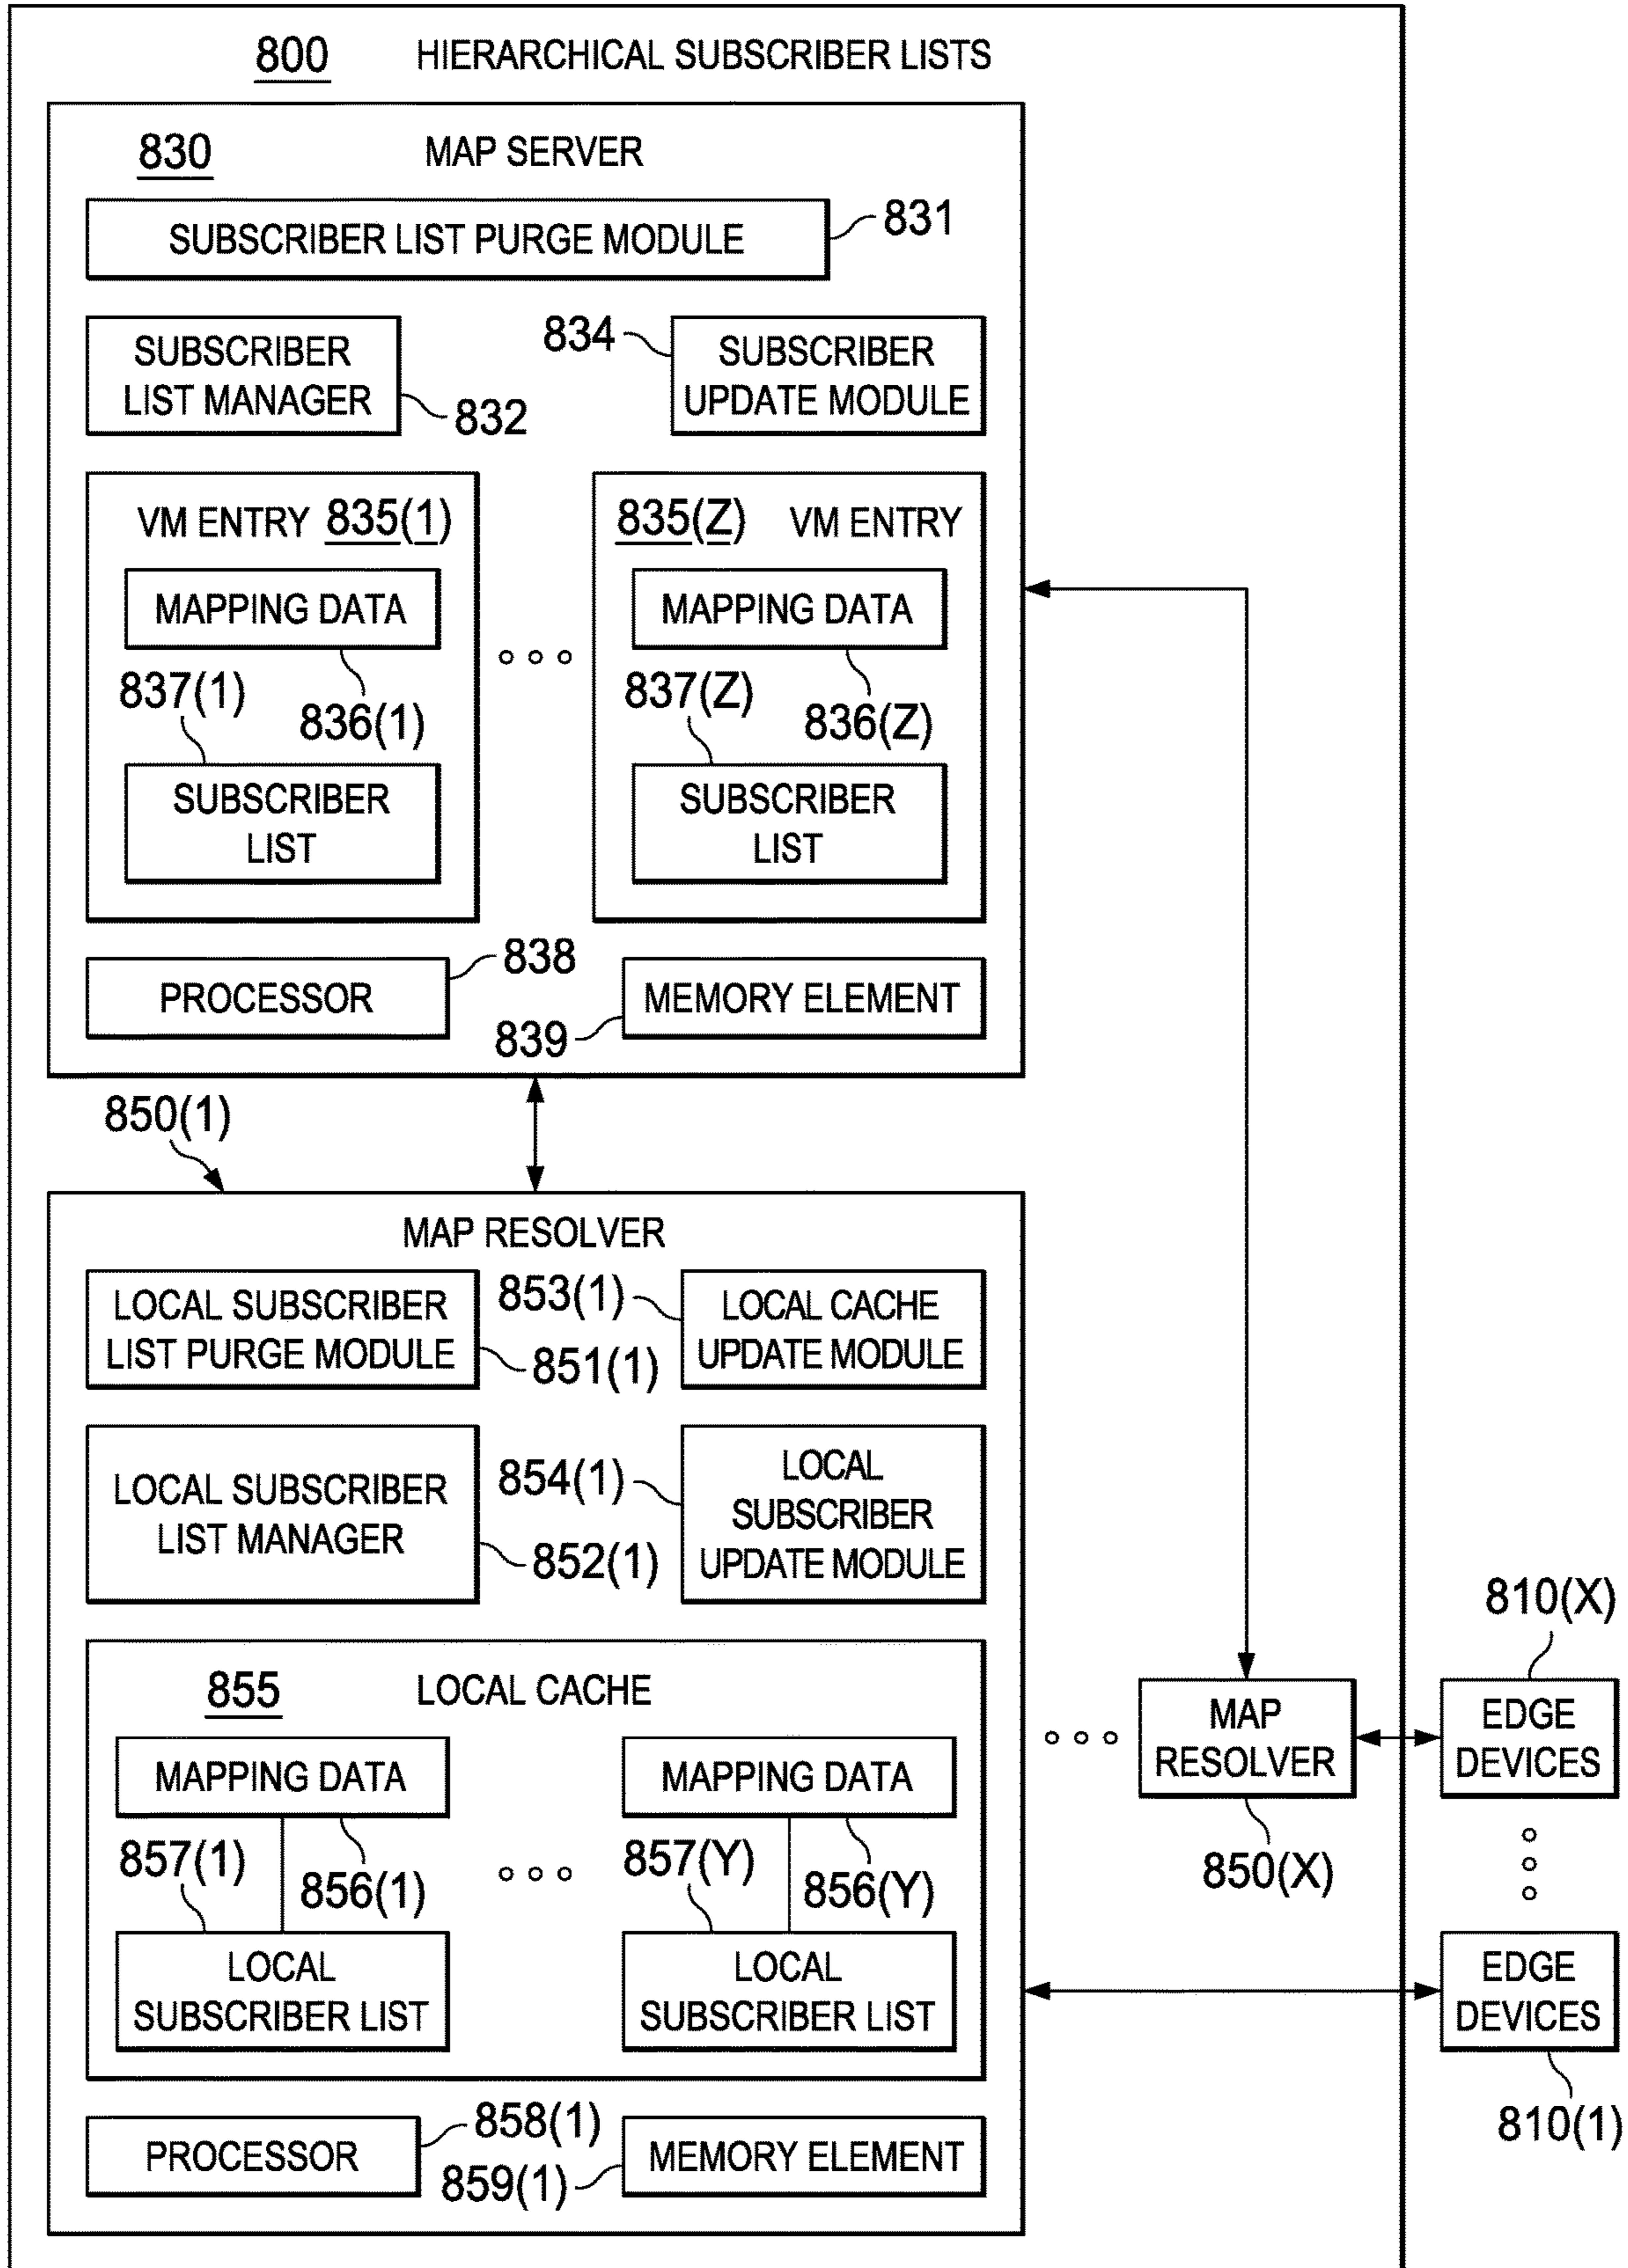 800 HIERARCHICAL SUBSCRIBER LISTS
830 MAP SERVER
SUBSCRIBER LIST PURGE MODULE
831
SUBSCRIBER
LIST MANAGER
832
834
SUBSCRIBER
UPDATE MODULE
VM ENTRY 835(1)
MAPPING DATA
837(1)
836(1)
SUBSCRIBER
LIST
835(Z) VM ENTRY
MAPPING DATA
837(Z)
836(Z)
SUBSCRIBER
LIST
PROCESSOR
838
839
MEMORY ELEMENT
850(1)
MAP RESOLVER
LOCAL SUBSCRIBER
LIST PURGE MODULE
851(1)
853(1)
LOCAL CACHE
UPDATE MODULE
LOCAL SUBSCRIBER
LIST MANAGER
852(1)
854(1)
LOCAL
SUBSCRIBER
UPDATE MODULE
855 LOCAL CACHE
MAPPING DATA
857(1)
856(1)
LOCAL
SUBSCRIBER LIST
MAPPING DATA
857(Y)
856(Y)
LOCAL
SUBSCRIBER LIST
PROCESSOR
858(1)
859(1)
MEMORY ELEMENT
MAP
RESOLVER
850(X)
810(X)
EDGE
DEVICES
EDGE
DEVICES
810(1)